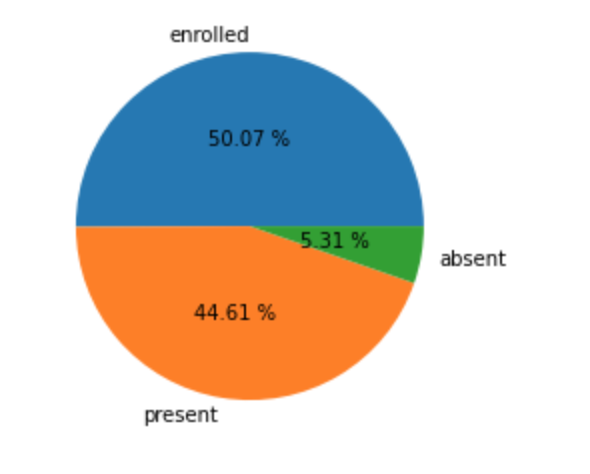 enrolled
50.07 %
5.31 %
absent
44.61 %
present